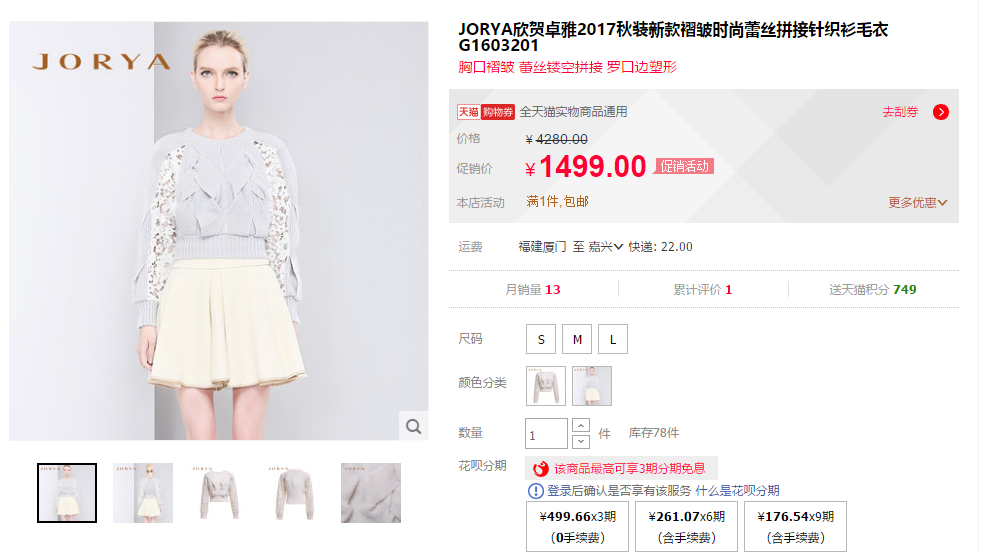 JORYA
JORYA欣贺卓雅2017秋装新款褶皱时尚蕾丝拼接针织衫毛衣
G1603201
胸口褶皱 蕾丝镂空拼接 罗口边塑形
天猫 购物券 全天猫实物商品通用 去刮券
价格 ¥ 4280.00
促销价 ¥ 1499.00 促销活动
本店活动 满1件,包邮 更多优惠
运费 福建厦门 至 嘉兴 快递: 22.00
月销量 13 累计评价 1 送天猫积分 749
尺码 S M L
颜色分类 JORYA JORYA
数量 1 件 库存78件
花呗分期 该商品最高可享3期分期免息
登录后确认是否享有该服务 什么是花呗分期
¥499.66x3期 ¥261.07x6期 ¥176.54x9期
(0手续费) (含手续费) (含手续费)
JORYA JORYA JORYA JORYA JORYA